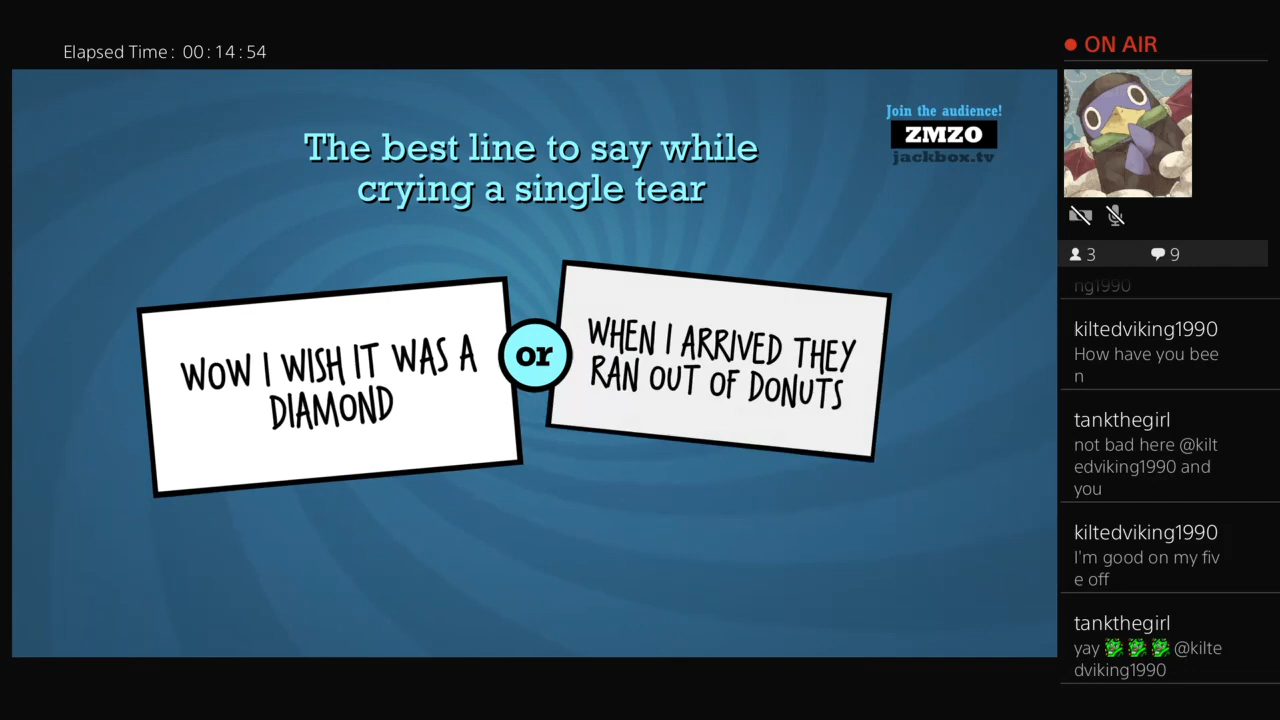 Elapsed Time: 00:14:54
ON AIR
Join the audience!
ZMZO
jackbox.tv
The best line to say while
crying a single tear
WOW I WISH IT WAS A
DIAMOND
or
WHEN I ARRIVED THEY
RAN OUT OF DONUTS
3
9
ng1990
kiltedviking1990
How have you bee
n
tankthegirl
not bad here @kilt
edviking1990 and
you
kiltedviking1990
I'm good on my fiv
e off
tankthegirl
yay @kilte
dviking1990